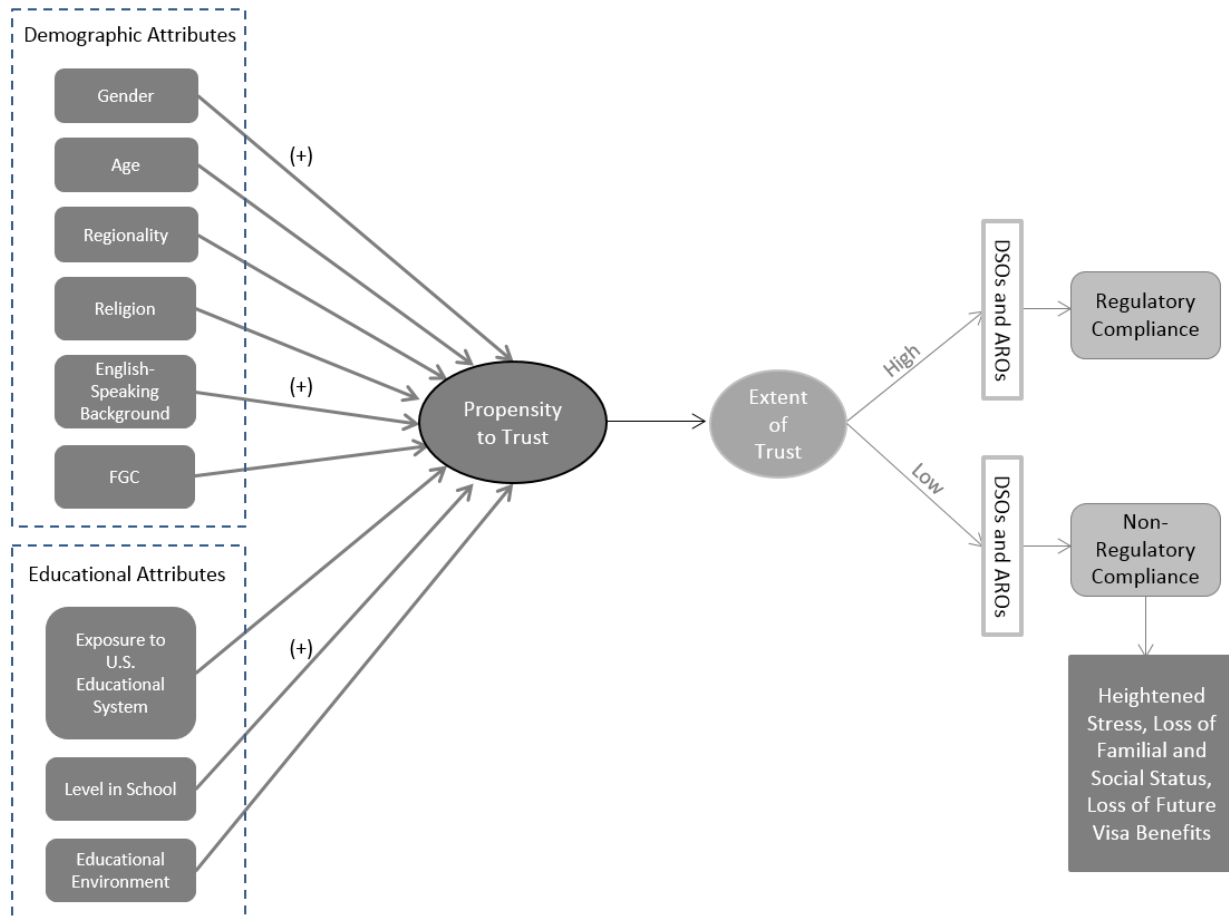 Demographic Attributes
Gender
Age
Regionality
Religion
English-
Speaking
Background
FGC
(+)
(+)
Educational Attributes
Exposure to
U.S.
Educational
System
Level in School
Educational
Environment
(+)
Propensity
to Trust
Extent
of
Trust
High
Low
DSOs and AROs
Regulatory
Compliance
DSOs and AROs
Non-
Regulatory
Compliance
Heightened
Stress, Loss of
Familial and
Social Status,
Loss of Future
Visa Benefits